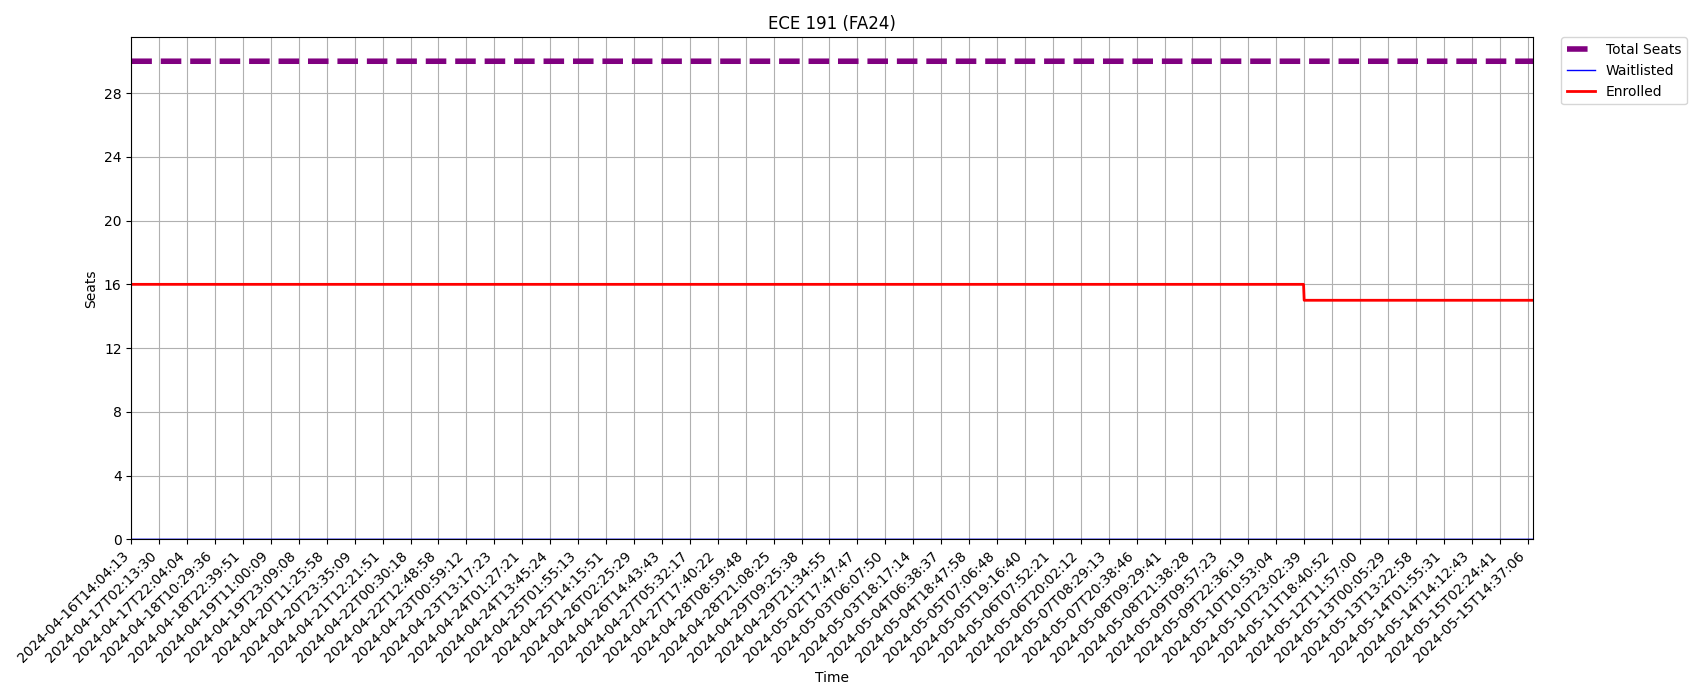 ECE 191 (FA24)
Total Seats
Waitlisted
Enrolled
Seats
28
24
20
16
12
8
4
0
2024-04-16T14:04:13
2024-04-17T02:13:30
2024-04-17T22:04:04
2024-04-18T10:29:36
2024-04-18T22:39:51
2024-04-19T11:00:09
2024-04-19T23:09:08
2024-04-20T11:25:58
2024-04-20T23:35:09
2024-04-21T12:21:51
2024-04-22T00:30:18
2024-04-22T12:48:58
2024-04-23T00:59:12
2024-04-23T13:17:23
2024-04-24T01:27:21
2024-04-24T13:45:24
2024-04-25T01:55:13
2024-04-25T14:15:51
2024-04-26T02:25:29
2024-04-26T14:43:43
2024-04-27T05:32:17
2024-04-27T17:40:22
2024-04-28T08:59:48
2024-04-28T21:08:25
2024-04-29T09:25:38
2024-04-29T21:34:55
2024-05-02T17:47:47
2024-05-03T06:07:50
2024-05-03T18:17:14
2024-05-04T06:38:37
2024-05-04T18:47:58
2024-05-05T07:06:48
2024-05-05T19:16:40
2024-05-06T07:52:21
2024-05-06T20:02:12
2024-05-07T08:29:13
2024-05-07T20:38:46
2024-05-08T09:29:41
2024-05-08T21:38:28
2024-05-09T09:57:23
2024-05-09T22:36:19
2024-05-10T10:53:04
2024-05-10T23:02:39
2024-05-11T18:40:52
2024-05-12T11:57:00
2024-05-13T00:05:29
2024-05-13T13:22:58
2024-05-14T01:55:31
2024-05-14T14:12:43
2024-05-15T02:24:41
2024-05-15T14:37:06
Time